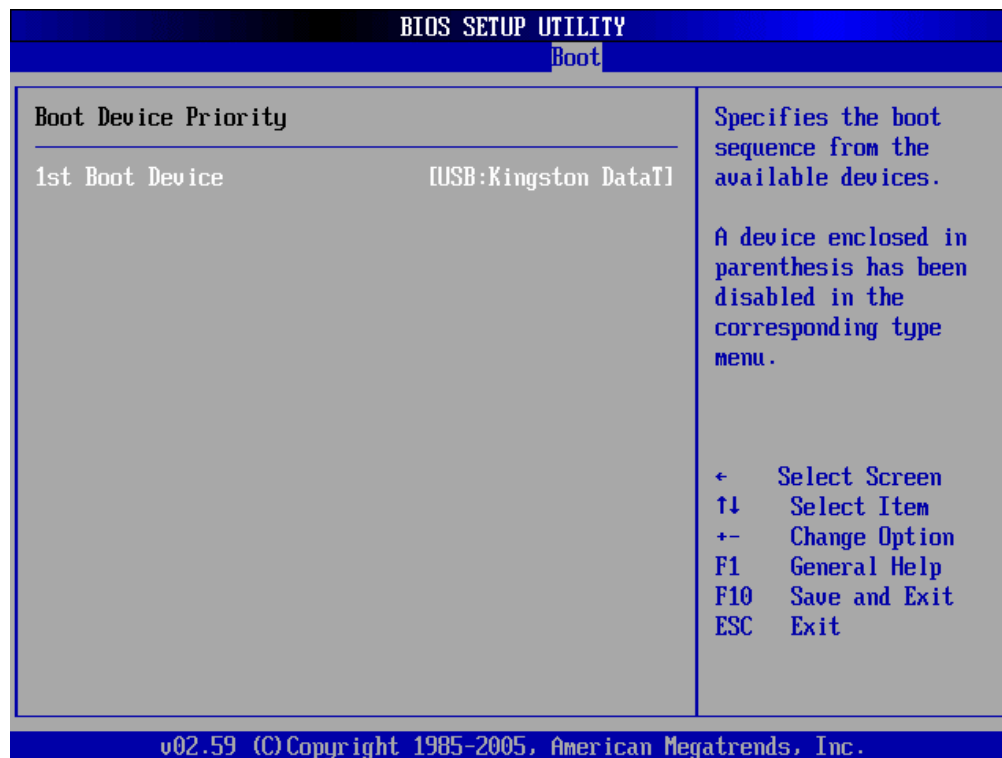 BIOS SETUP UTILITY
Boot
Boot Device Priority
1st Boot Device [USB:Kingston DataT]
Specifies the boot
sequence from the
available devices.
A device enclosed in
parenthesis has been
disabled in the
corresponding type
menu.
← Select Screen
↑↓ Select Item
+- Change Option
F1 General Help
F10 Save and Exit
ESC Exit
v02.59 (C)Copyright 1985-2005, American Megatrends, Inc.